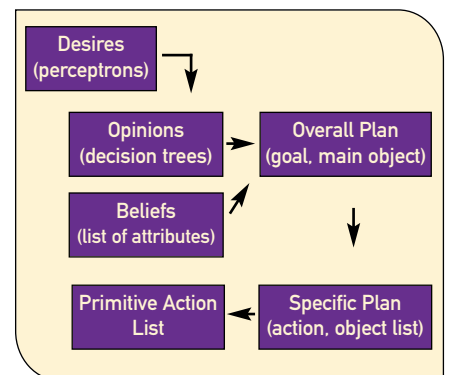 Desires
(perceptrons)
Opinions
(decision trees)
Overall Plan
(goal, main object)
Beliefs
(list of attributes)
Primitive Action
List
Specific Plan
(action, object list)